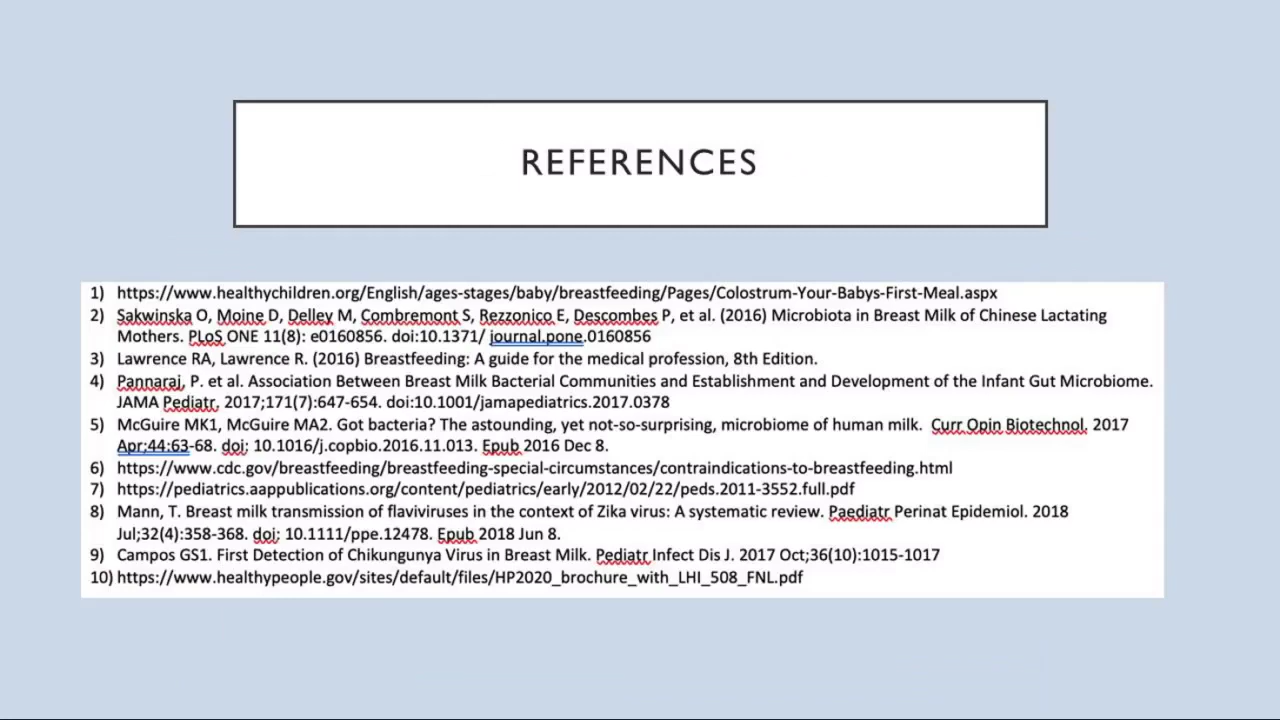 REFERENCES
1) https://www.healthychildren.org/English/ages-stages/baby/breastfeeding/Pages/Colostrum-Your-Babys-First-Meal.aspx
2) Sakwinska O, Moine D, Delley M, Combremont S, Rezzonico E, Descombes P, et al. (2016) Microbiota in Breast Milk of Chinese Lactating
Mothers. PLoS ONE 11(8): e0160856. doi:10.1371/ journal.pone.0160856
3) Lawrence RA, Lawrence R. (2016) Breastfeeding: A guide for the medical profession, 8th Edition.
4) Pannaraj, P. et al. Association Between Breast Milk Bacterial Communities and Establishment and Development of the Infant Gut Microbiome.
JAMA Pediatr. 2017;171(7):647-654. doi:10.1001/jamapediatrics.2017.0378
5) McGuire MK1, McGuire MA2. Got bacteria? The astounding, yet not-so-surprising, microbiome of human milk. Curr Opin Biotechnol. 2017
Apr;44:63-68. doi: 10.1016/j.copbio.2016.11.013. Epub 2016 Dec 8.
6) https://www.cdc.gov/breastfeeding/breastfeeding-special-circumstances/contraindications-to-breastfeeding.html
7) https://pediatrics.aappublications.org/content/pediatrics/early/2012/02/22/peds.2011-3552.full.pdf
8) Mann, T. Breast milk transmission of flaviviruses in the context of Zika virus: A systematic review. Paediatr Perinat Epidemiol. 2018
Jul;32(4):358-368. doi: 10.1111/ppe.12478. Epub 2018 Jun 8.
9) Campos GS1. First Detection of Chikungunya Virus in Breast Milk. Pediatr Infect Dis J. 2017 Oct;36(10):1015-1017
10) https://www.healthypeople.gov/sites/default/files/HP2020_brochure_with_LHI_508_FNL.pdf